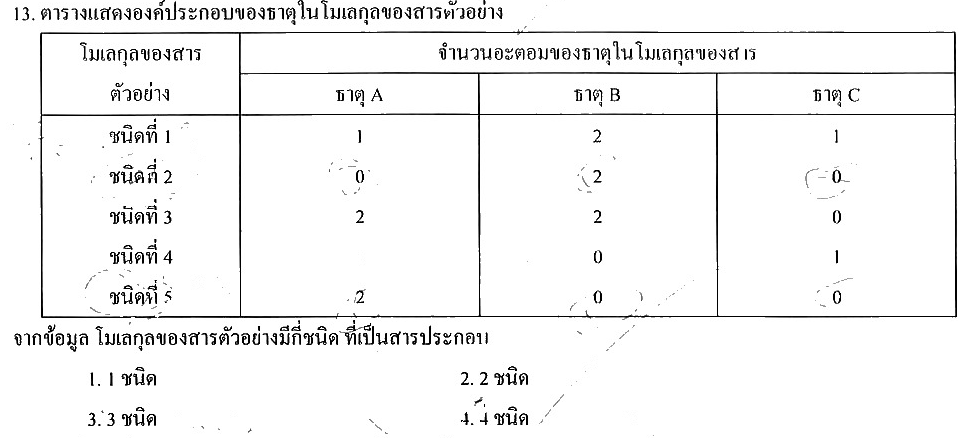 13. ตารางแสดงองค์ประกอบของธาตุในโมเลกุลของสารตัวอย่าง
โมเลกุลของสาร จำนวนอะตอมของธาตุในโมเลกุลของสาร
ตัวอย่าง ธาตุ A ธาตุ B ธาตุ C
ชนิดที่ 1 1 2 1
ชนิดที่ 2 0 2 0
ชนิดที่ 3 2 2 0
ชนิดที่ 4 0 1
ชนิดที่ 5 2 0 0
จากข้อมูล โมเลกุลของสารตัวอย่างมีกี่ชนิด ที่เป็นสารประกอบ
1. 1 ชนิด 2. 2 ชนิด
3. 3 ชนิด 4. 4 ชนิด